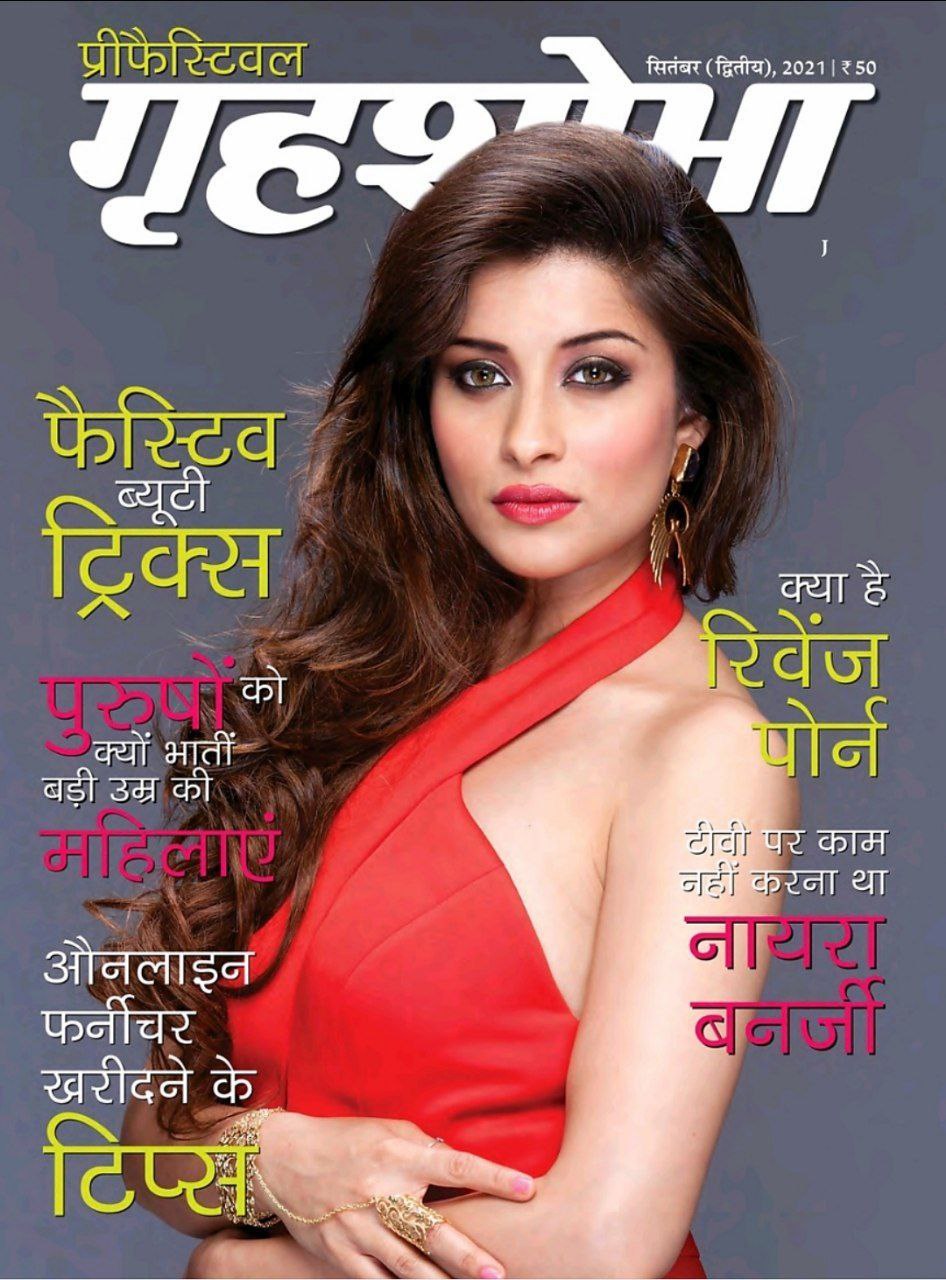 प्रीफैस्टिवल
सितंबर (द्वितीय), 2021 | ₹ 50
गृहशोभा
J
फैस्टिव
ब्यूटी
ट्रिक्स
पुरुषों को
क्यों भातीं
बड़ी उम्र की
महिलाएं
औनलाइन
फर्नीचर
खरीदने के
टिप्स
क्या है
रिवेंज
पोर्न
टीवी पर काम
नहीं करना था
नायरा
बनर्जी